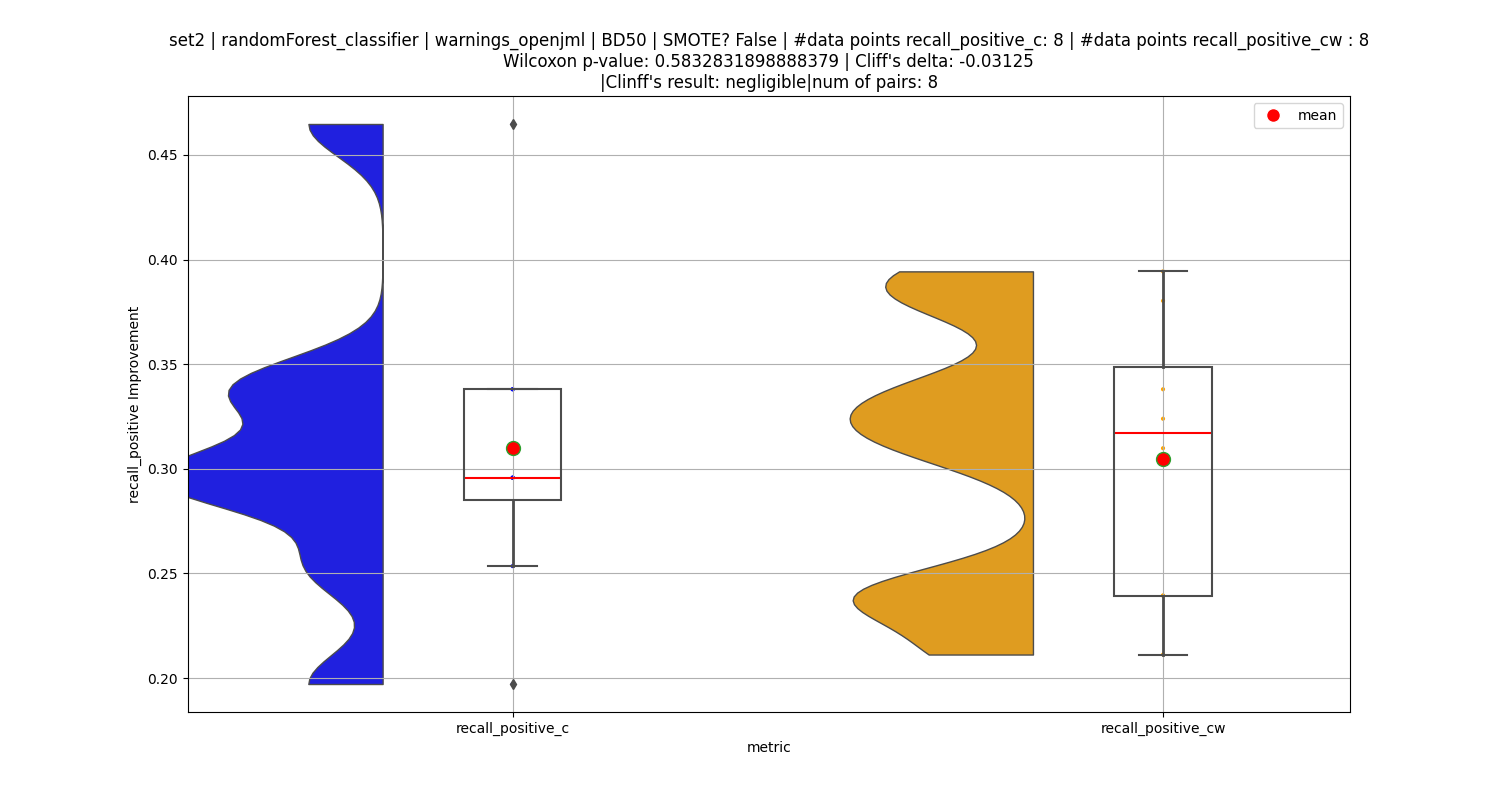 set2 | randomForest_classifier | warnings_openjml | BD50 | SMOTE? False | #data points recall_positive_c: 8 | #data points recall_positive_cw : 8
Wilcoxon p-value: 0.5832831898888379 | Cliff's delta: -0.03125
|Clinff's result: negligible|num of pairs: 8
mean
0.45
0.40
0.35
0.30
0.25
0.20
recall_positive Improvement
recall_positive_c
recall_positive_cw
metric